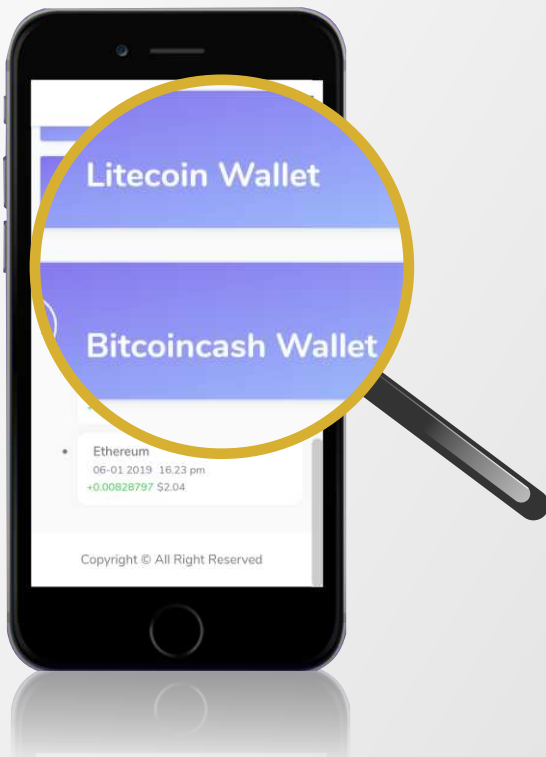 Litecoin Wallet
Bitcoincash Wallet
Ethereum
06-01 2019 16.23 pm
+0.00828797 $2.04
Copyright © All Right Reserved